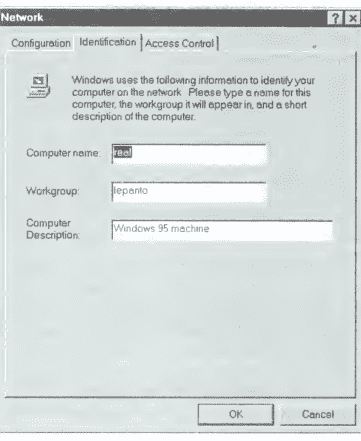 Network
Configuration Identification Access Control
Windows uses the following information to identify your
computer on the network. Please type a name for this
computer, the workgroup it will appear in, and a short
description of the computer.
Computer name: real
Workgroup: lepanto
Computer
Description: Windows 95 machine
OK Cancel